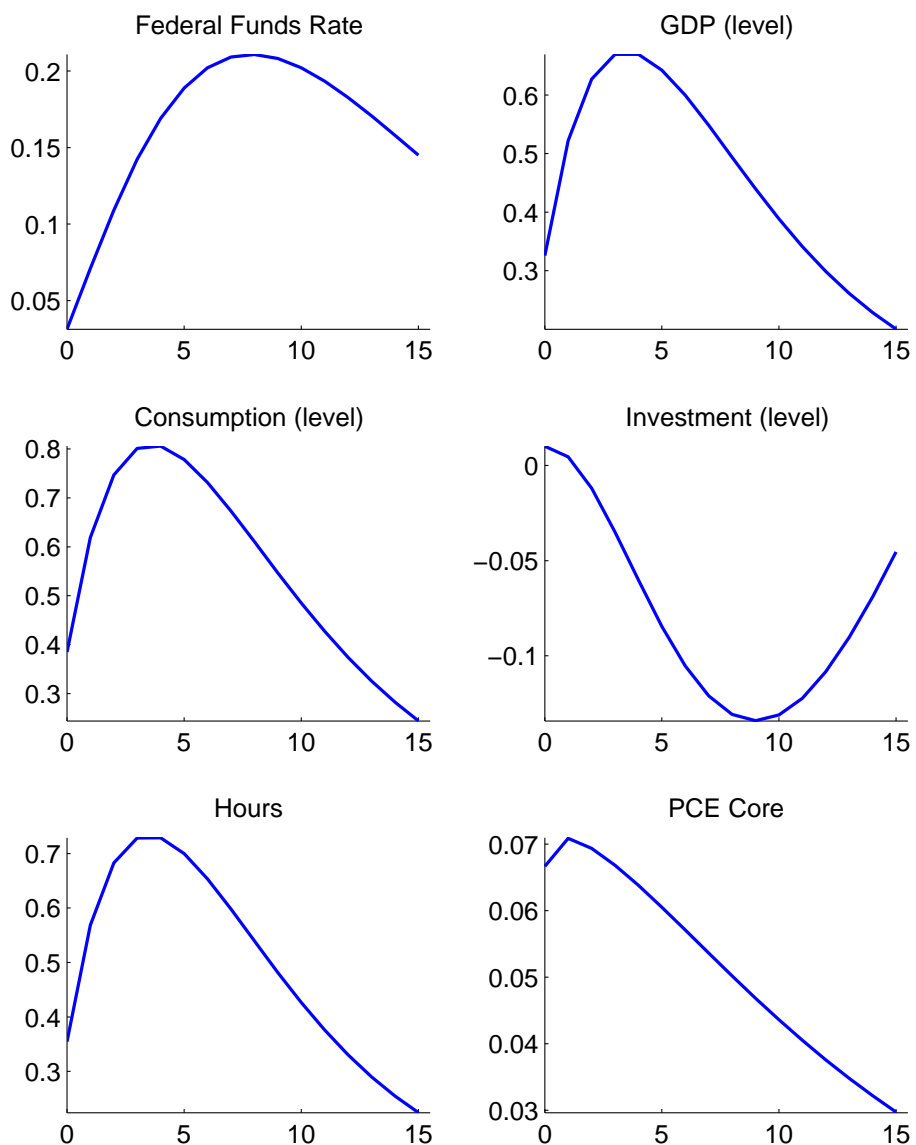 Federal Funds Rate
0.2
0.15
0.1
0.05
0 5 10 15
GDP (level)
0.6
0.5
0.4
0.3
0 5 10 15
Consumption (level)
0.8
0.7
0.6
0.5
0.4
0.3
0 5 10 15
Investment (level)
0
−0.05
−0.1
0 5 10 15
Hours
0.7
0.6
0.5
0.4
0.3
0 5 10 15
PCE Core
0.07
0.06
0.05
0.04
0.03
0 5 10 15